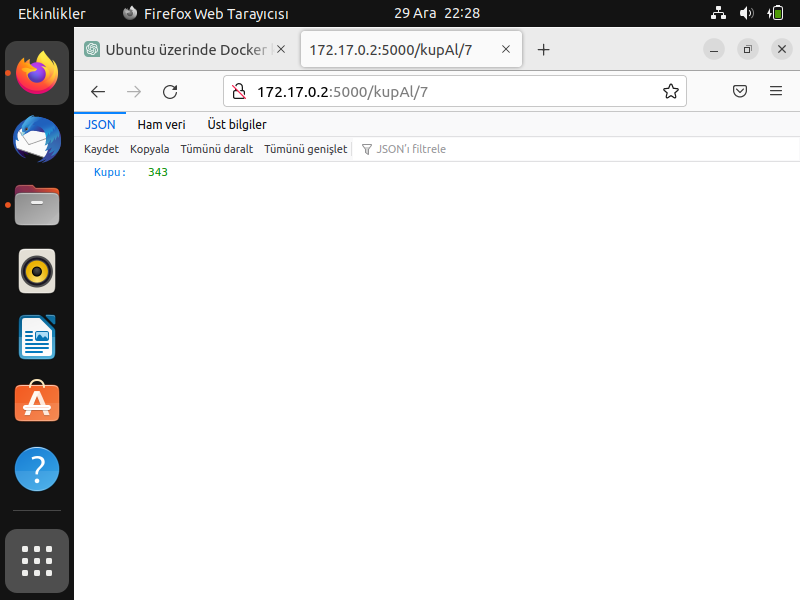 Etkinlikler Firefox Web Tarayıcısı 29 Ara 22:28
Ubuntu üzerinde Docker 172.17.0.2:5000/kupAl/7
172.17.0.2:5000/kupAl/7
JSON Ham veri Üst bilgiler
Kaydet Kopyala Tümünü daralt Tümünü genişlet JSON'ı filtrele
Kupu: 343